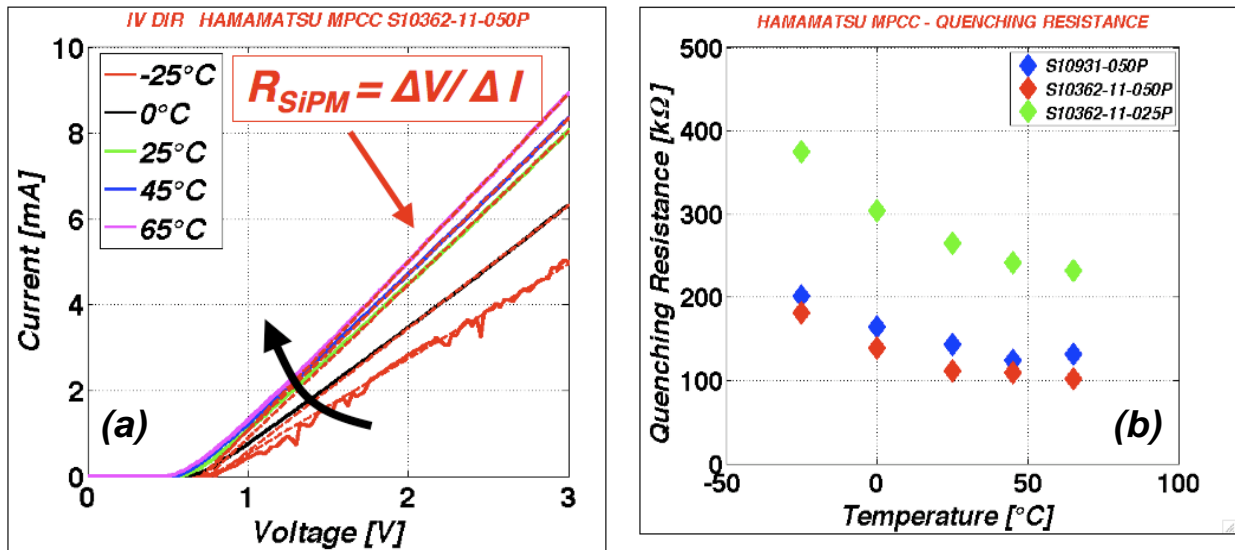 IV DIR HAMAMATSU MPCC S10362-11-050P
10
8
6
4
2
0
Current [mA]
-25°C
0°C
25°C
45°C
65°C
R_SiPM = ΔV/ Δ I
(a)
0
1
2
3
Voltage [V]
HAMAMATSU MPCC - QUENCHING RESISTANCE
500
400
300
200
100
0
Quenching Resistance [kΩ]
S10931-050P
S10362-11-050P
S10362-11-025P
(b)
-50
0
50
100
Temperature [°C]